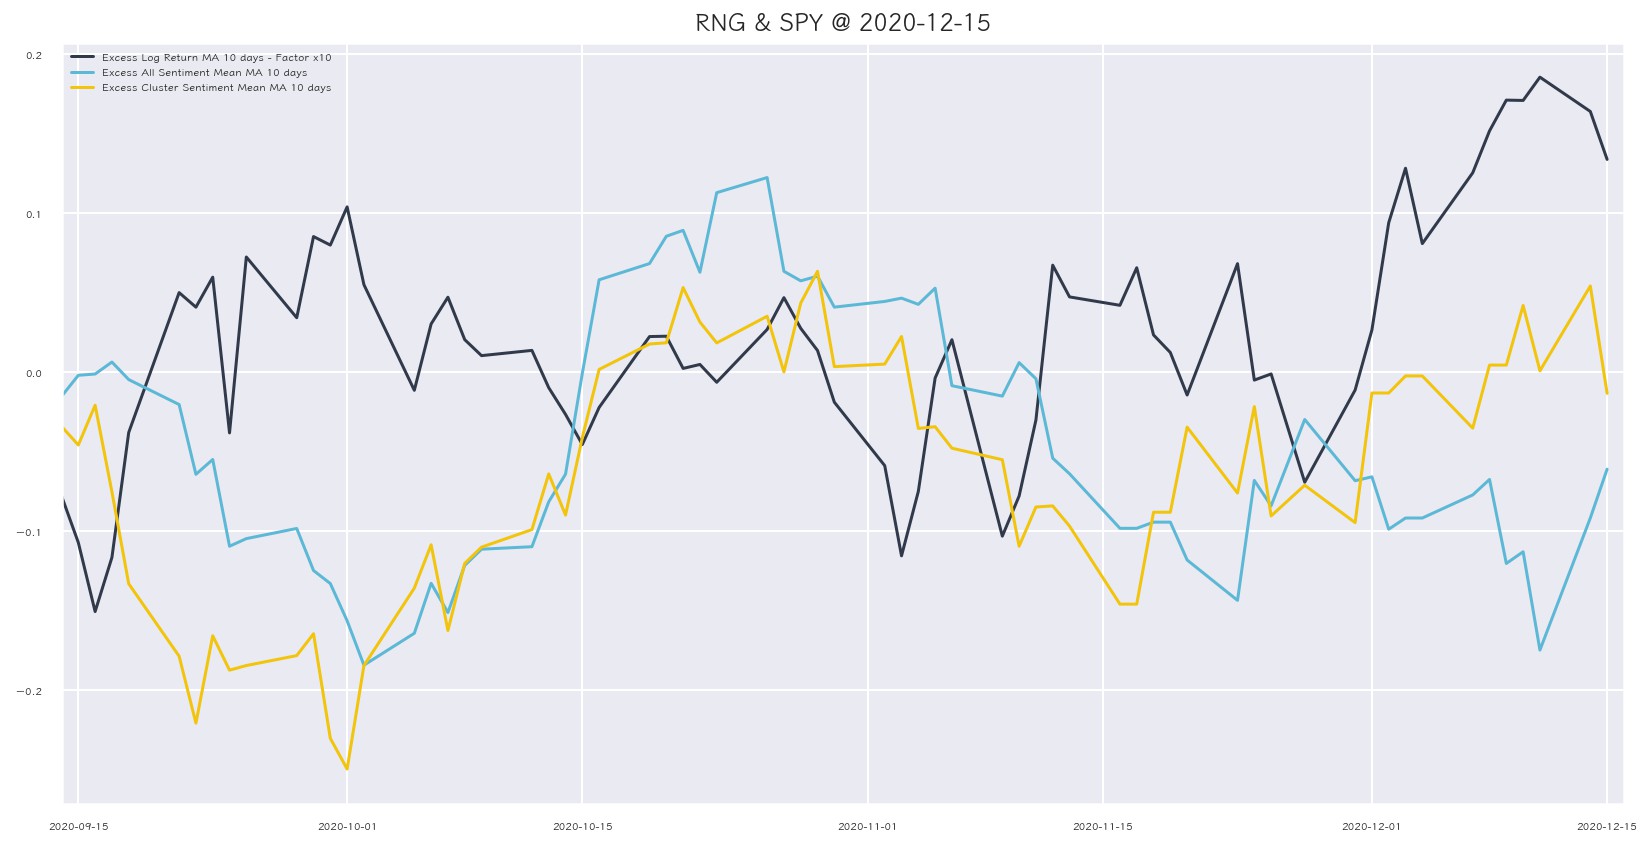 RNG & SPY @ 2020-12-15
Excess Log Return MA 10 days - Factor x10
Excess All Sentiment Mean MA 10 days
Excess Cluster Sentiment Mean MA 10 days
0.2
0.1
0.0
−0.1
−0.2
2020-09-15 2020-10-01 2020-10-15 2020-11-01 2020-11-15 2020-12-01 2020-12-15